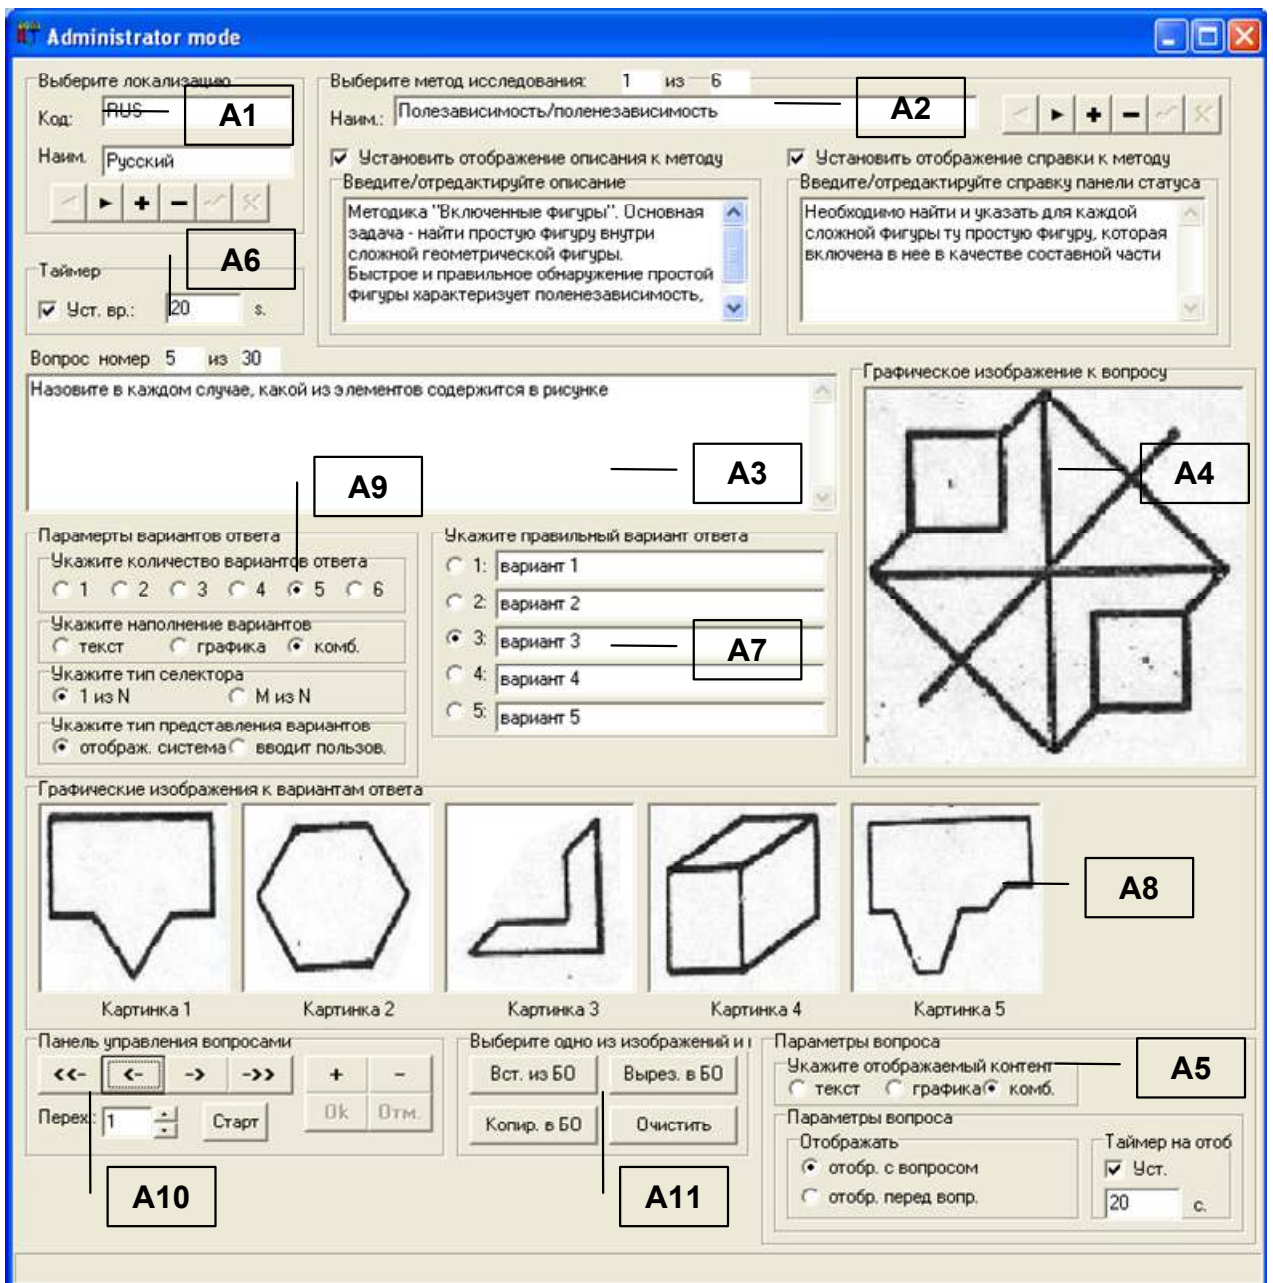 Administrator mode
Выберите локализацию
Код: RUS
A1
Наим. Русский
Выберите метод исследования: 1 из 6
Наим.: Полезависимость/поленезависимость
A2
Установить отображение описания к методу
Введите/отредактируйте описание
Методика "Включенные фигуры". Основная
задача - найти простую фигуру внутри
сложной геометрической фигуры.
Быстрое и правильное обнаружение простой
фигуры характеризует поленезависимость,
Установить отображение справки к методу
Введите/отредактируйте справку панели статуса
Необходимо найти и указать для каждой
сложной фигуры ту простую фигуру, которая
включена в нее в качестве составной части
A6
Таймер
Уст. вр.: 20 s.
Вопрос номер 5 из 30
Назовите в каждом случае, какой из элементов содержится в рисунке
A3
A9
Графическое изображение к вопросу
A4
Парамерты вариантов ответа
Укажите количество вариантов ответа
1 2 3 4 5 6
Укажите наполнение вариантов
текст графика комб.
Укажите тип селектора
1 из N M из N
Укажите тип представления вариантов
отображ. система вводит пользов.
Укажите правильный вариант ответа
1: вариант 1
2: вариант 2
3: вариант 3
A7
4: вариант 4
5: вариант 5
Графические изображения к вариантам ответа
A8
Картинка 1 Картинка 2 Картинка 3 Картинка 4 Картинка 5
Панель управления вопросами
<<- <- -> ->> + -
Перех.: 1 Старт Ok Отм.
A10
Выберите одно из изображений и
Вст. из БО Вырез. в БО
Копир. в БО Очистить
A11
Параметры вопроса
Укажите отображаемый контент
A5
текст графика комб.
Параметры вопроса
Отображать
отобр. с вопросом
отобр. перед вопр.
Таймер на отоб
Уст.
20 с.